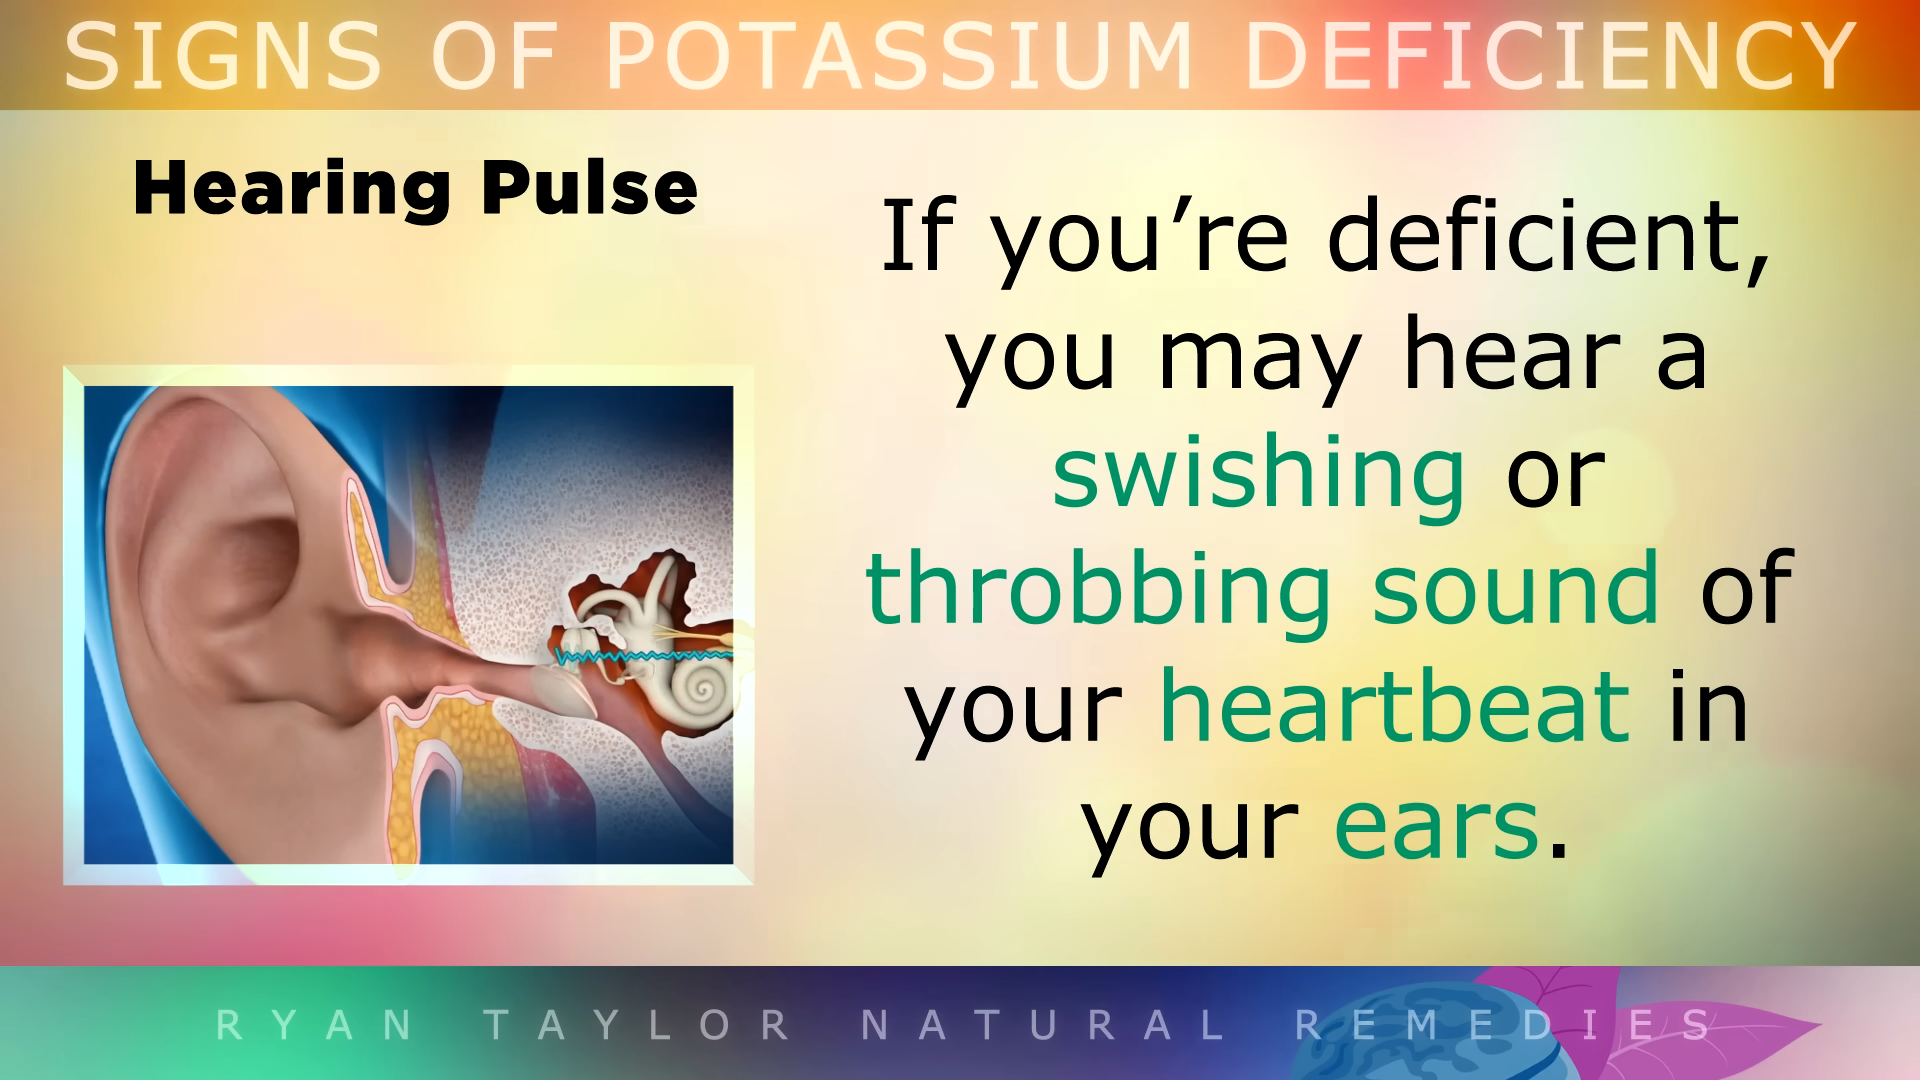 SIGNS OF POTASSIUM DEFICIENCY
Hearing Pulse
If you’re deficient,
you may hear a
swishing or
throbbing sound of
your heartbeat in
your ears.
RYAN TAYLOR NATURAL REMEDIES